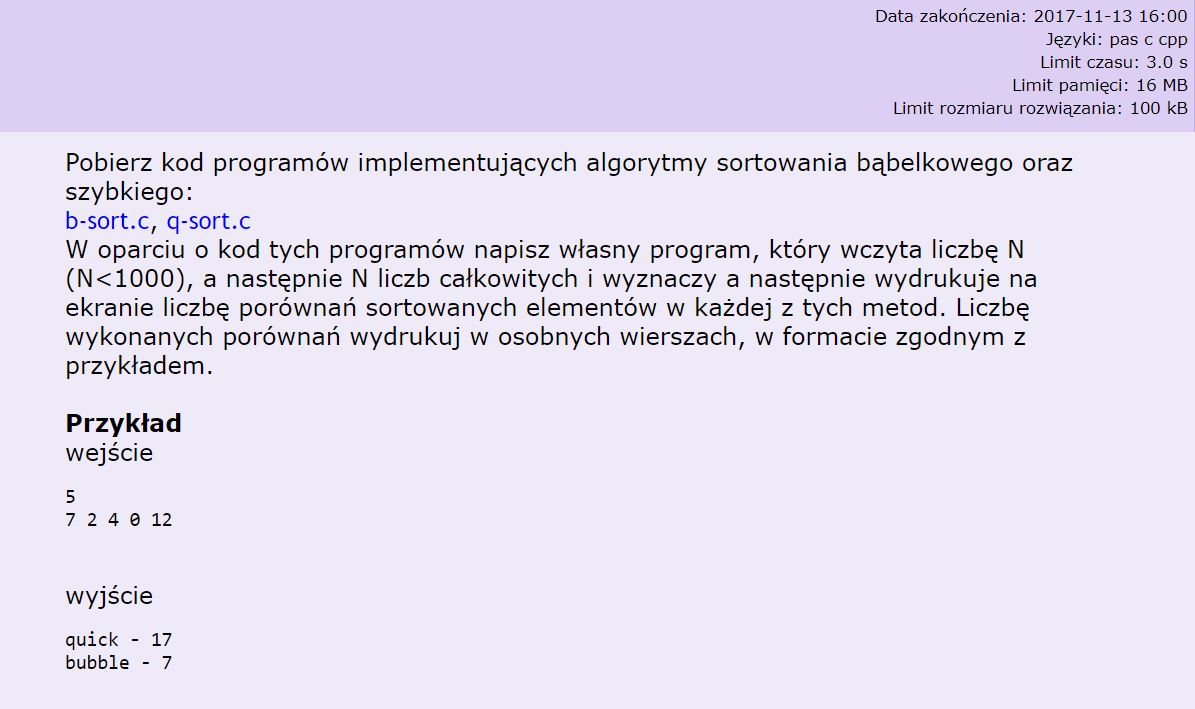 Data zakończenia: 2017-11-13 16:00
Języki: pas c cpp
Limit czasu: 3.0 s
Limit pamięci: 16 MB
Limit rozmiaru rozwiązania: 100 kB
Pobierz kod programów implementujących algorytmy sortowania bąbelkowego oraz
szybkiego:
b-sort.c, q-sort.c
W oparciu o kod tych programów napisz własny program, który wczyta liczbę N
(N<1000), a następnie N liczb całkowitych i wyznaczy a następnie wydrukuje na
ekranie liczbę porównań sortowanych elementów w każdej z tych metod. Liczbę
wykonanych porównań wydrukuj w osobnych wierszach, w formacie zgodnym z
przykładem.
Przykład
wejście
5
7 2 4 0 12
wyjście
quick - 17
bubble - 7